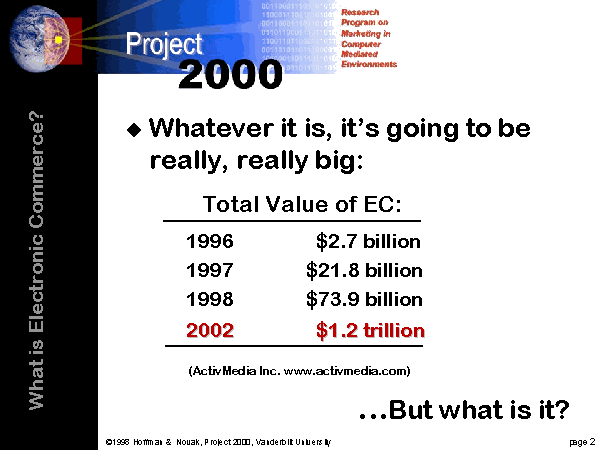 Project
2000
Research
Program on
Marketing in
Computer
Mediated
Environments
What is Electronic Commerce?
◆ Whatever it is, it's going to be
really, really big:
Total Value of EC:
1996 $2.7 billion
1997 $21.8 billion
1998 $73.9 billion
2002 $1.2 trillion
(ActivMedia Inc. www.activmedia.com)
...But what is it?
©1998 Hoffman & Novak, Project 2000, Vanderbilt University
page 2